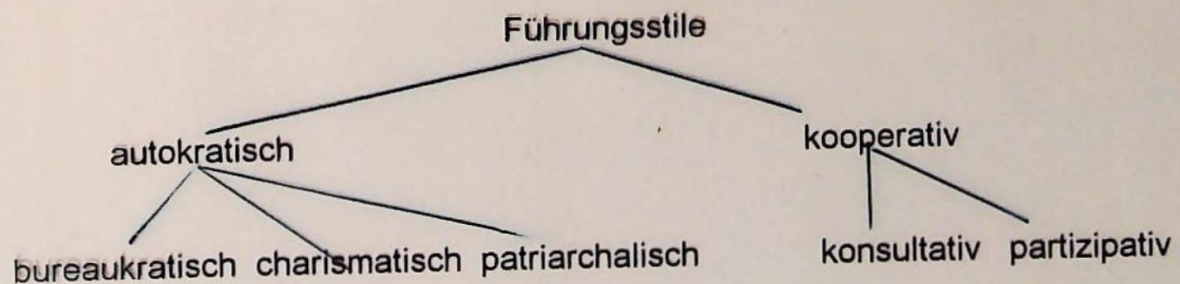 Führungsstile
autokratisch kooperativ
bureaukratisch charismatisch patriarchalisch konsultativ partizipativ